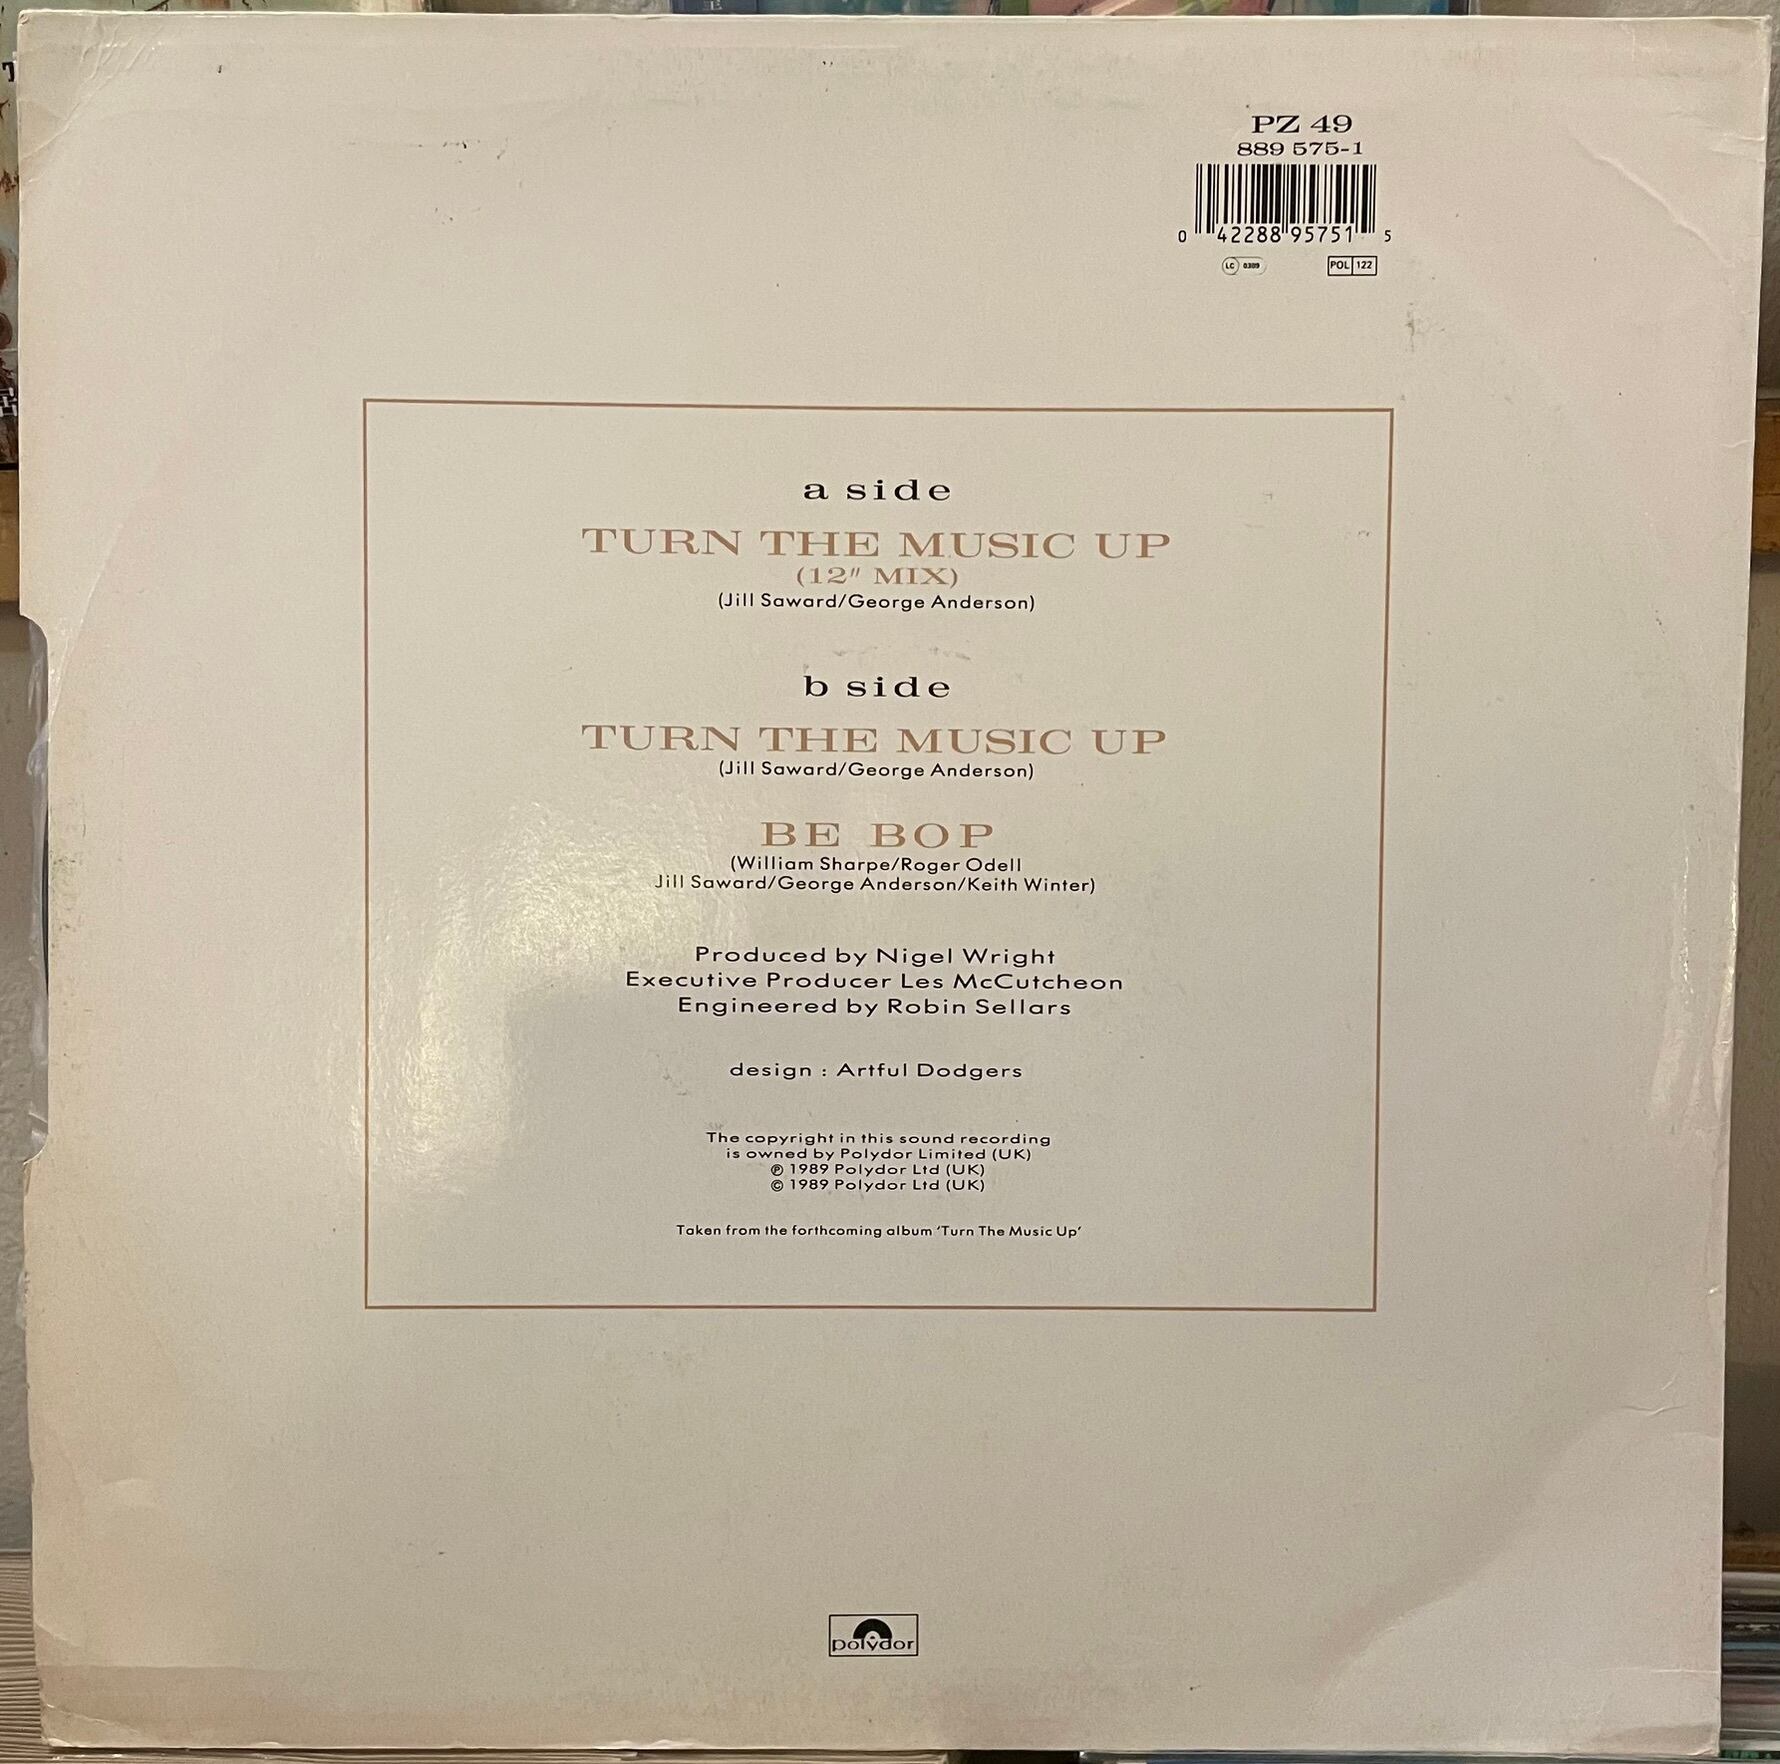 PZ 49
889 575-1
0 42288 95751 5
LC 0309
POL 122
a side
TURN THE MUSIC UP
(12″ MIX)
(Jill Saward/George Anderson)
b side
TURN THE MUSIC UP
(Jill Saward/George Anderson)
BE BOP
(William Sharpe/Roger Odell
Jill Saward/George Anderson/Keith Winter)
Produced by Nigel Wright
Executive Producer Les McCutcheon
Engineered by Robin Sellars
design : Artful Dodgers
The copyright in this sound recording
is owned by Polydor Limited (UK)
℗ 1989 Polydor Ltd (UK)
© 1989 Polydor Ltd (UK)
Taken from the forthcoming album ‘Turn The Music Up’
polydor